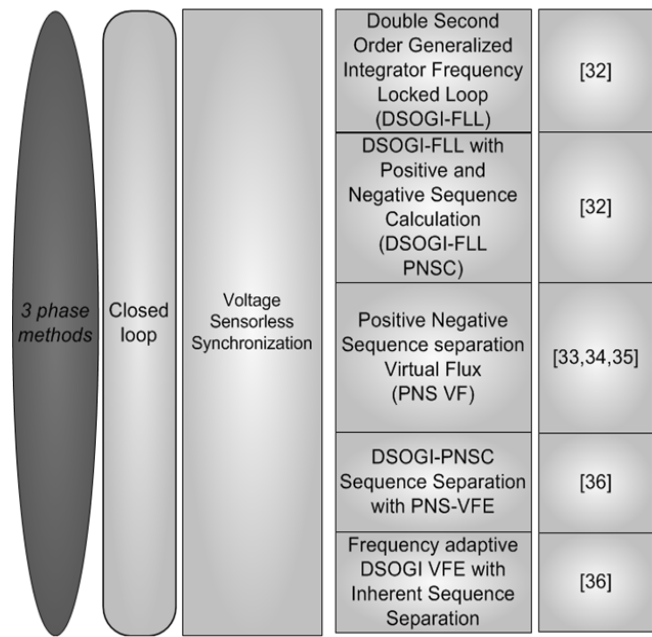 3 phase
methods
Closed
loop
Voltage
Sensorless
Synchronization
Double Second
Order Generalized
Integrator Frequency
Locked Loop
(DSOGI-FLL)
[32]
DSOGI-FLL with
Positive and
Negative Sequence
Calculation
(DSOGI-FLL
PNSC)
[32]
Positive Negative
Sequence separation
Virtual Flux
(PNS VF)
[33,34,35]
DSOGI-PNSC
Sequence Separation
with PNS-VFE
[36]
Frequency adaptive
DSOGI VFE with
Inherent Sequence
Separation
[36]